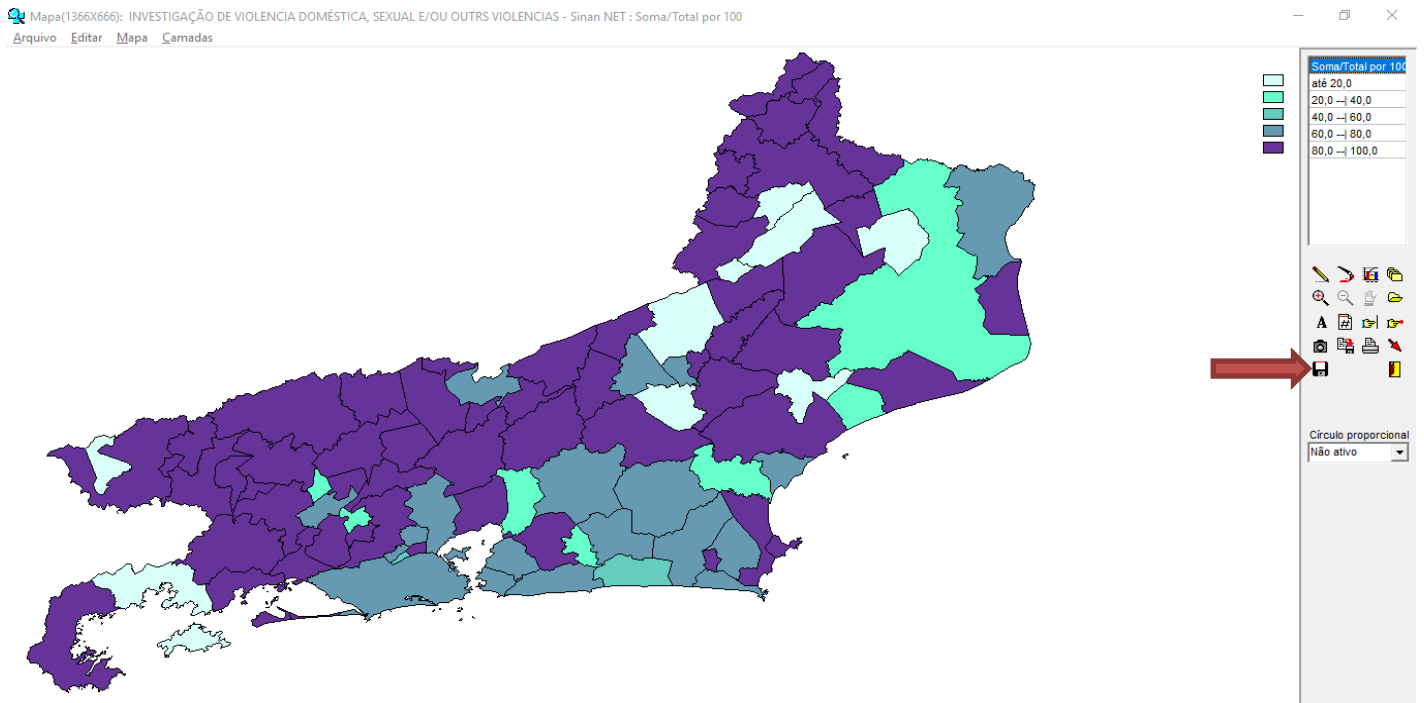 Mapa(1366X666): INVESTIGAÇÃO DE VIOLENCIA DOMÉSTICA, SEXUAL E/OU OUTRS VIOLENCIAS - Sinan NET : Soma/Total por 100
Arquivo Editar Mapa Camadas
Soma/Total por 100
até 20,0
20,0 --| 40,0
40,0 --| 60,0
60,0 --| 80,0
80,0 --| 100,0
A #
Círculo proporcional
Não ativo